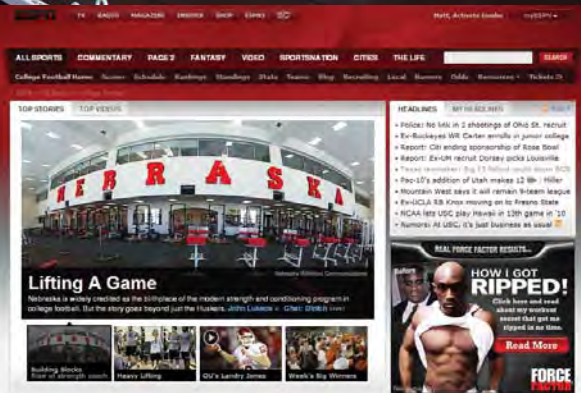 ESPN TV RADIO MAGAZINE INSIDER SHOP
Matt, Activate Insider myESPN
ALL SPORTS COMMENTARY PAGE 2 FANTASY VIDEO SPORTSNATION CITIES THE LIFE SEARCH
College Football Home Scores Schedule Rankings Standings Stats Teams Blog Recruiting Local Rumors Odds Resources Tickets
TOP STORIES TOP VIDEOS
NEBRASKA
Lifting A Game
Nebraska is widely credited as the birthplace of the modern strength and conditioning program in
college football. But the story goes beyond just the Huskers.
Building Blocks
Heavy Lifting
OU's Landry Jones
Week's Big Winners
HEADLINES MY HEADLINES
Police: No link in 2 shootings of Ohio St. recruit
Ex-Buckeyes WR Carter enrolls in junior college
Report: Citi ending sponsorship of Rose Bowl
Report: Ex-UM recruit Dorsey picks Louisville
Pac-10's addition of Utah makes 12
Mountain West says it will remain 9-team league
Ex-UCLA RB Knox moving on to Fresno State
NCAA lets USC play Hawaii in 13th game in '10
Rumors: At USC, it's just business as usual
REAL FORCE FACTOR RESULTS...
Before
HOW I GOT
RIPPED!
Click here and read
about my workout
secret that got me
ripped in no time.
Read More
FORCE
FACTOR